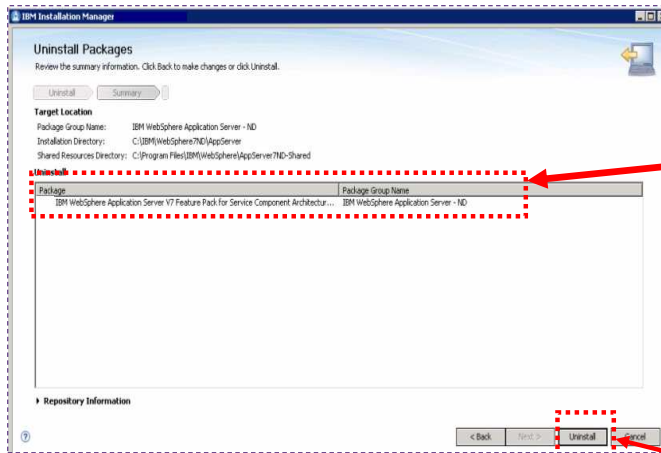 IBM Installation Manager
Uninstall Packages
Review the summary information. Click Back to make changes or click Uninstall.
Uninstall Summary
Target Location
Package Group Name: IBM WebSphere Application Server - ND
Installation Directory: C:\IBM\WebSphere7ND\AppServer
Shared Resources Directory: C:\Program Files\IBM\WebSphere\AppServer7ND-Shared
Uninstall
Package Package Group Name
IBM WebSphere Application Server V7 Feature Pack for Service Component Architectur... IBM WebSphere Application Server - ND
Repository Information
? < Back Next > Uninstall Cancel